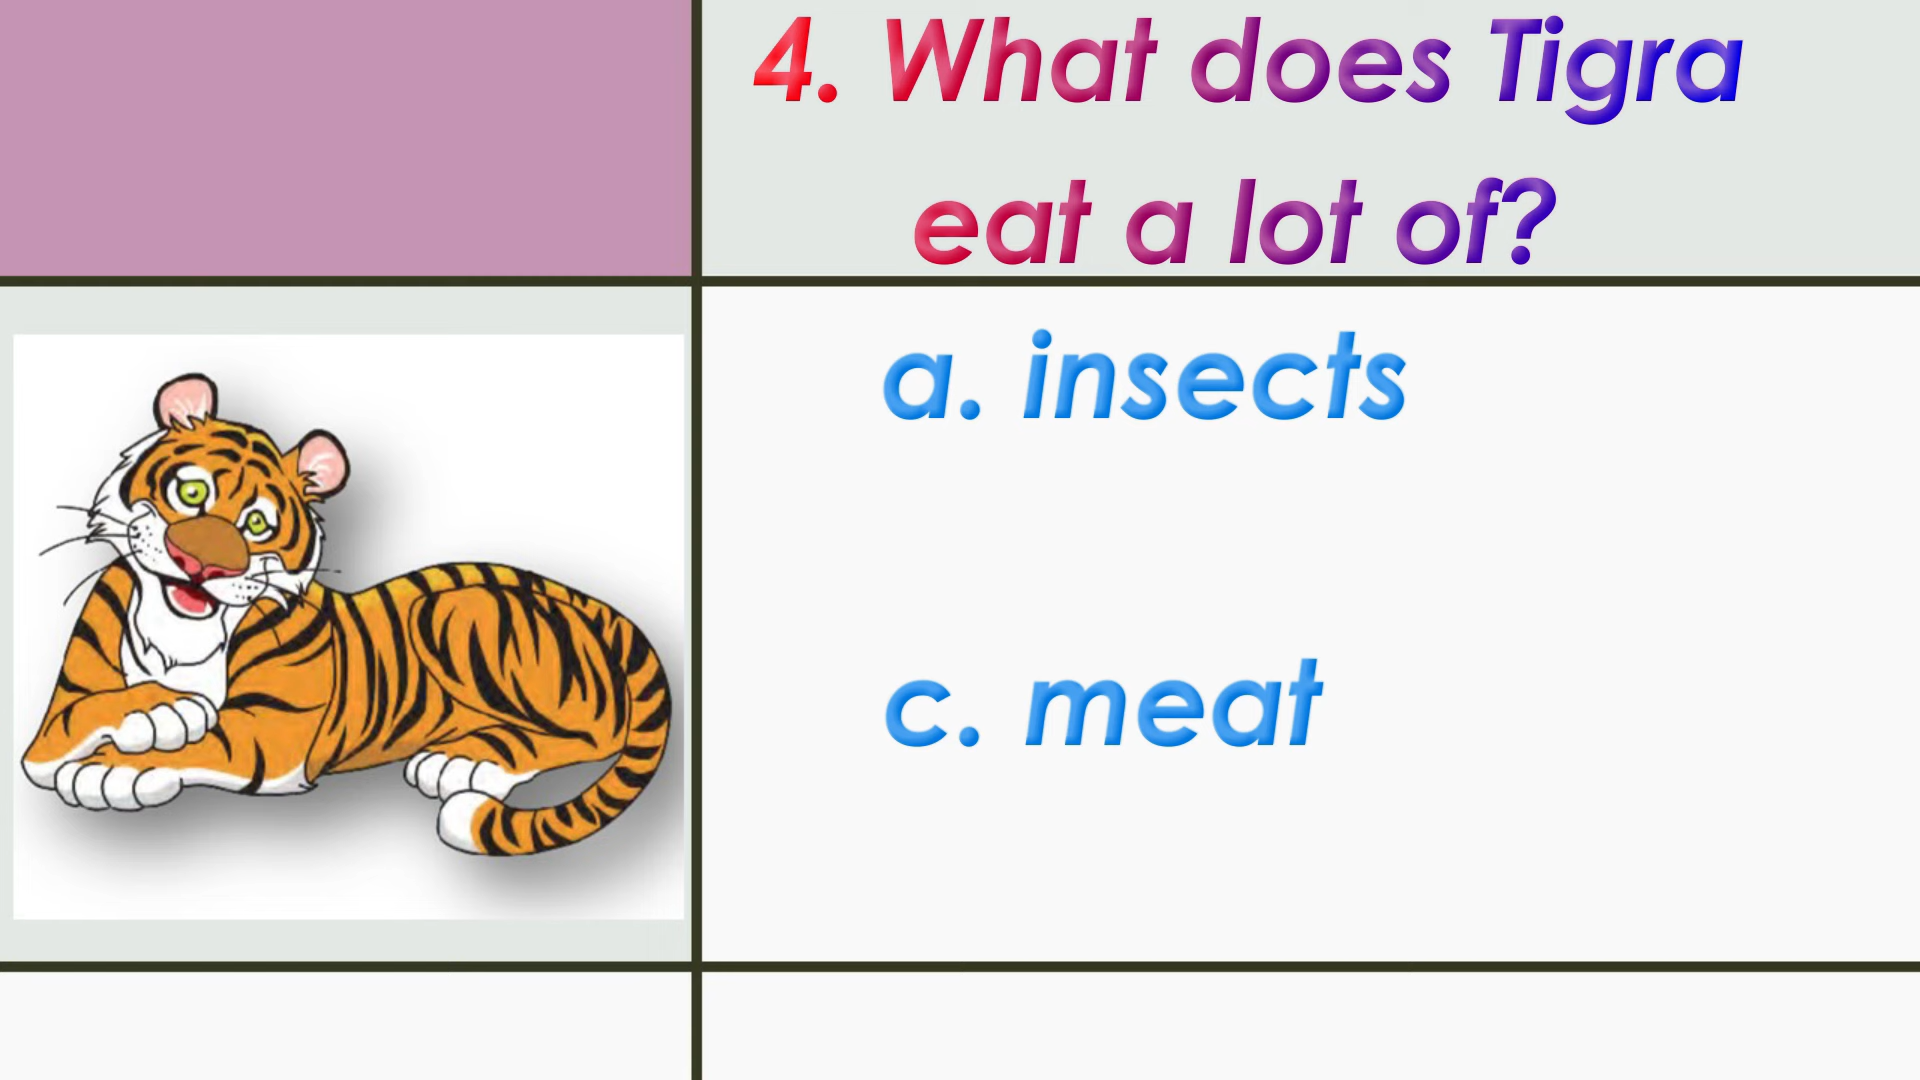 4. What does Tigra
eat a lot of?
a. insects
c. meat